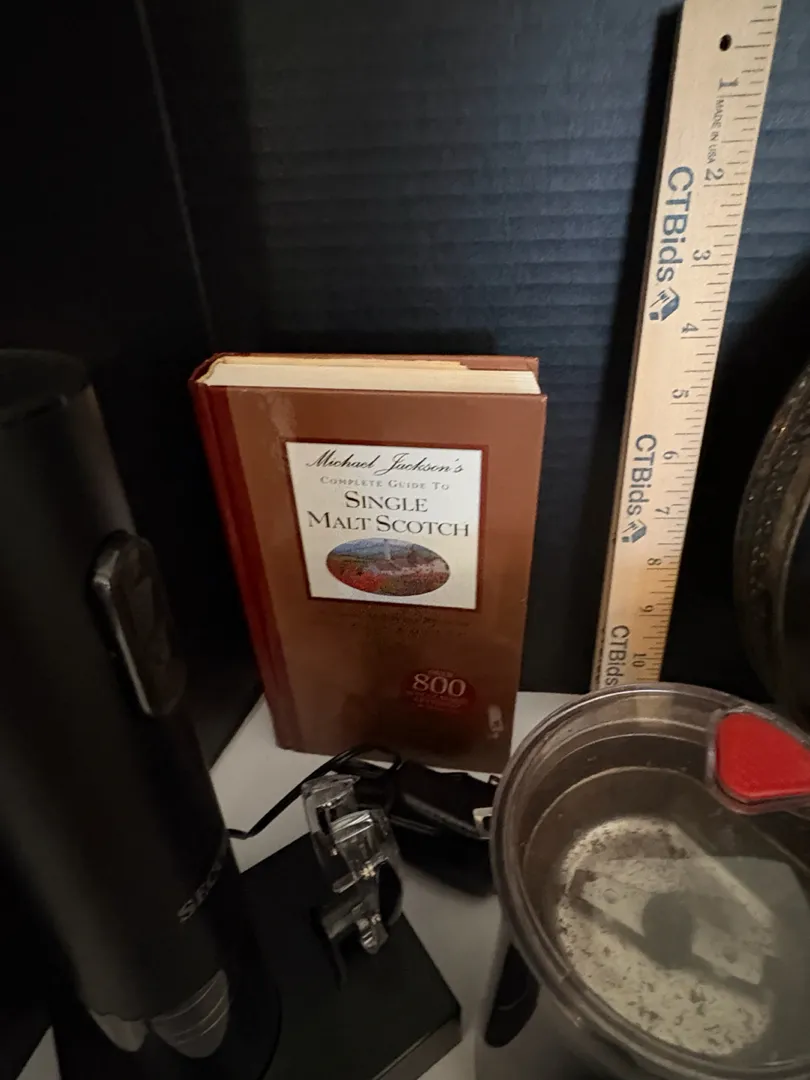 Michael Jackson's
COMPLETE GUIDE TO
SINGLE
MALT SCOTCH
OVER
800
1
MADE IN USA
2
CTBids
3
4
5
6
CTBids
7
8
9
10
CTBids